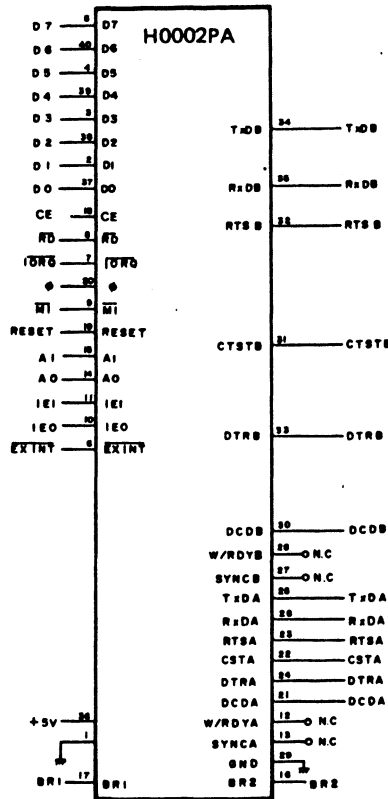 H0002PA
D7 5 D7
D6 40 D6
D5 4 D5
D4 39 D4
D3 3 D3
D2 38 D2
D1 2 D1
D0 37 D0
CE 18 CE
RD 8 RD
IORQ 7 IORQ
ϕ 20 ϕ
M1 9 M1
RESET 19 RESET
A1 15 A1
A0 14 A0
IEI 11 IEI
IEO 10 IEO
EXINT 6 EXINT
TxDB 34 TxDB
RxDB 35 RxDB
RTSB 32 RTSB
CTSTB 31 CTSTB
DTRB 33 DTRB
DCDB 30 DCDB
W/RDYB N.C
SYNCB 27 N.C
TxDA TxDA
RxDA RxDA
RTSA 23 RTSA
CSTA 22 CSTA
DTRA 24 DTRA
DCDA 21 DCDA
+5V 36
W/RDYA 12 N.C
1 SYNCA 13 N.C
GND
BR1 17 BR1
BR2 16 BR2